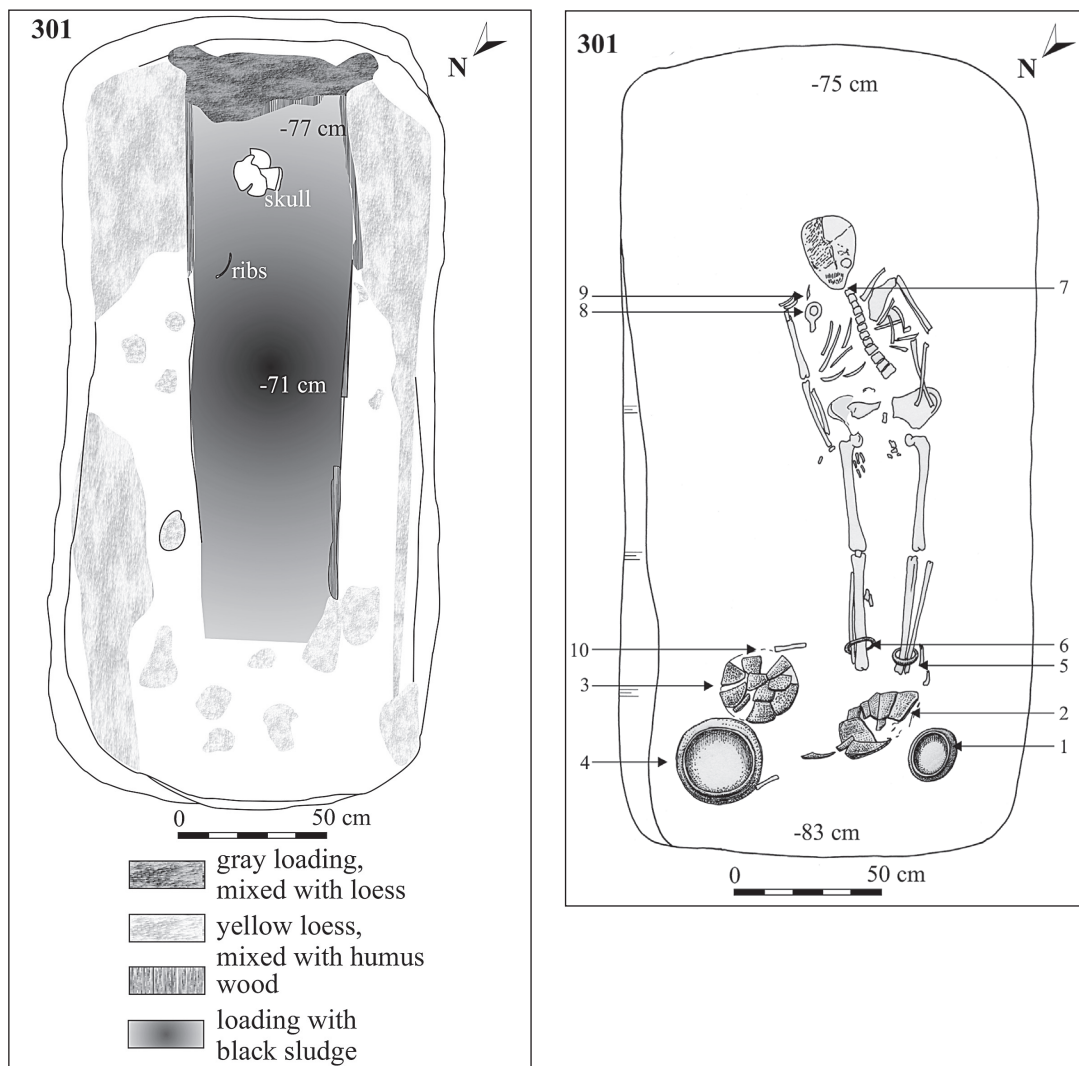 301
N
-77 cm
skull
ribs
-71 cm
0 50 cm
gray loading,
mixed with loess
yellow loess,
mixed with humus
wood
loading with
black sludge
301
N
-75 cm
9
8
7
10
3
4
6
5
2
1
-83 cm
0 50 cm